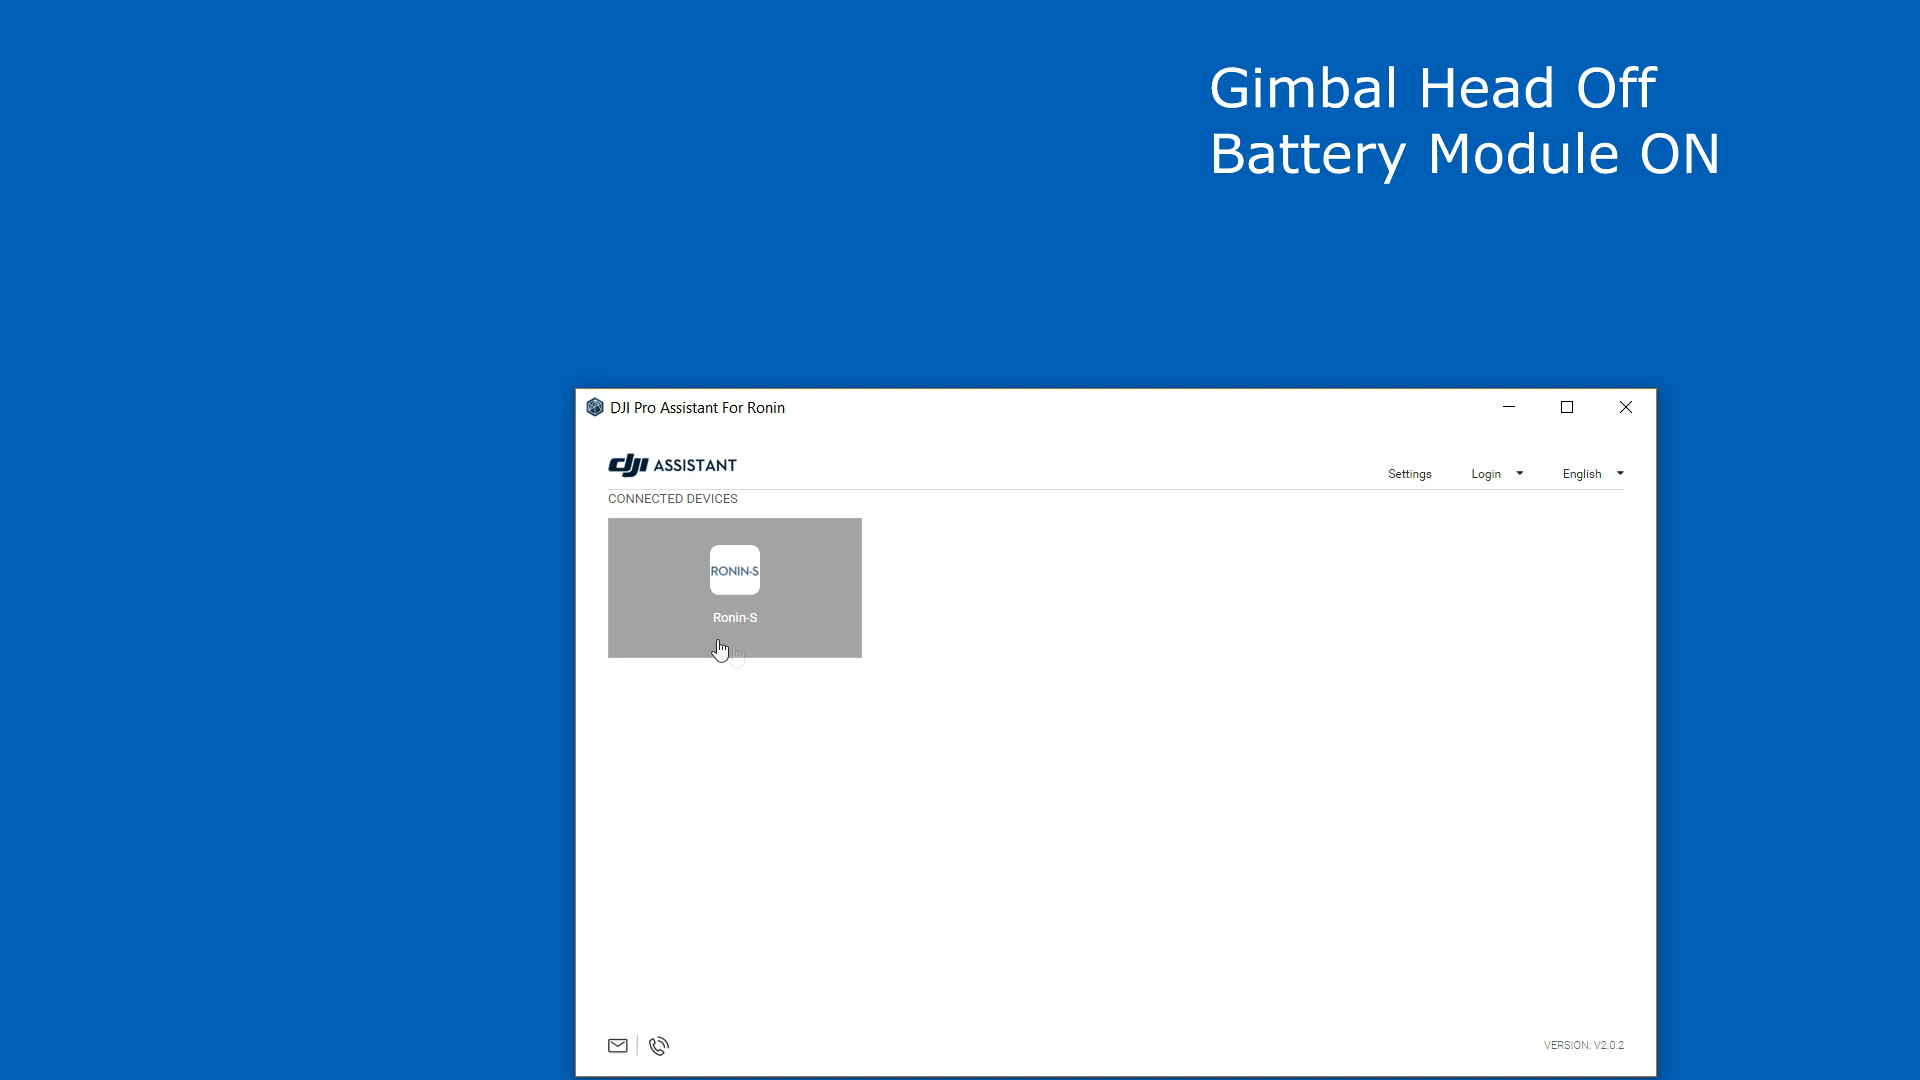 Gimbal Head Off
Battery Module ON
DJI Pro Assistant For Ronin
dji ASSISTANT
Settings Login English
CONNECTED DEVICES
RONIN-S
Ronin-S
VERSION: V2.0.2